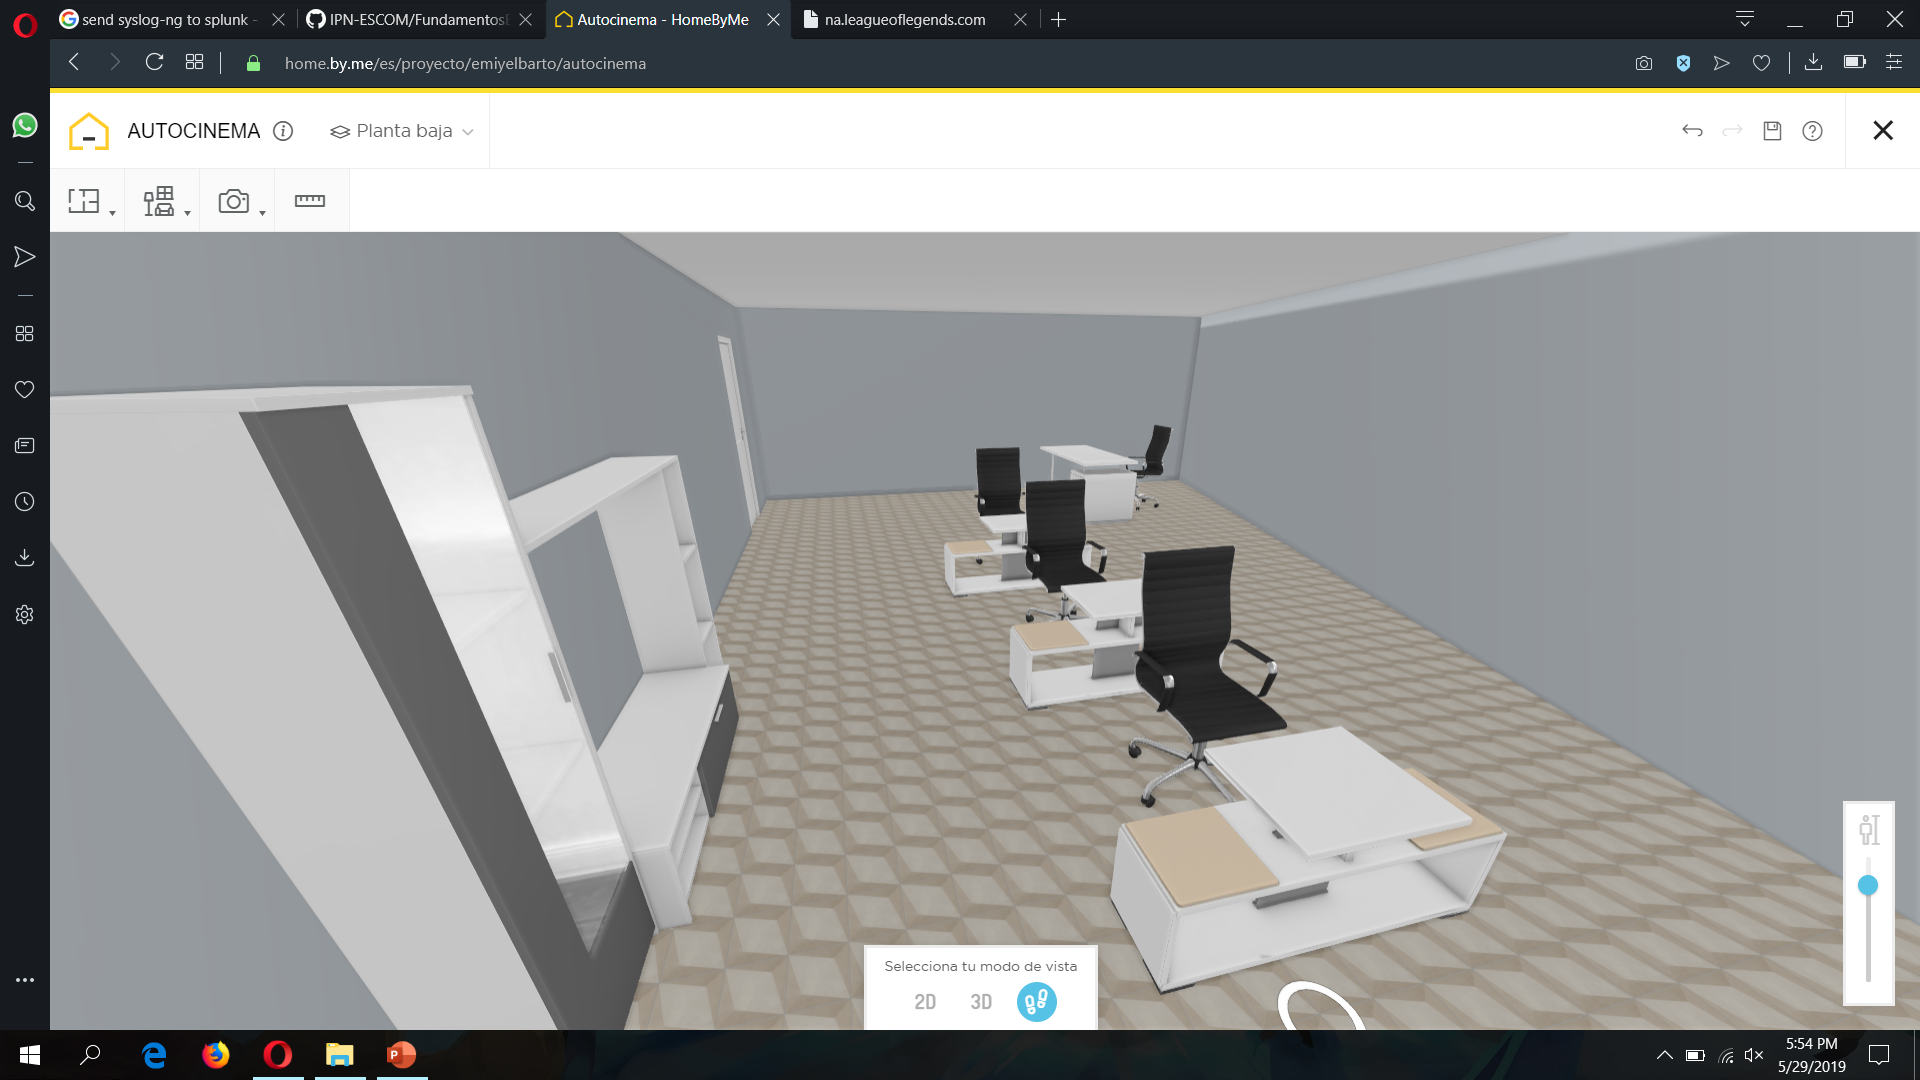 send syslog-ng to splunk -
IPN-ESCOM/Fundamentos
Autocinema - HomeByMe
na.leagueoflegends.com
home.by.me/es/proyecto/emiyelbarto/autocinema
AUTOCINEMA
Planta baja
Selecciona tu modo de vista
2D
3D
5:54 PM
5/29/2019